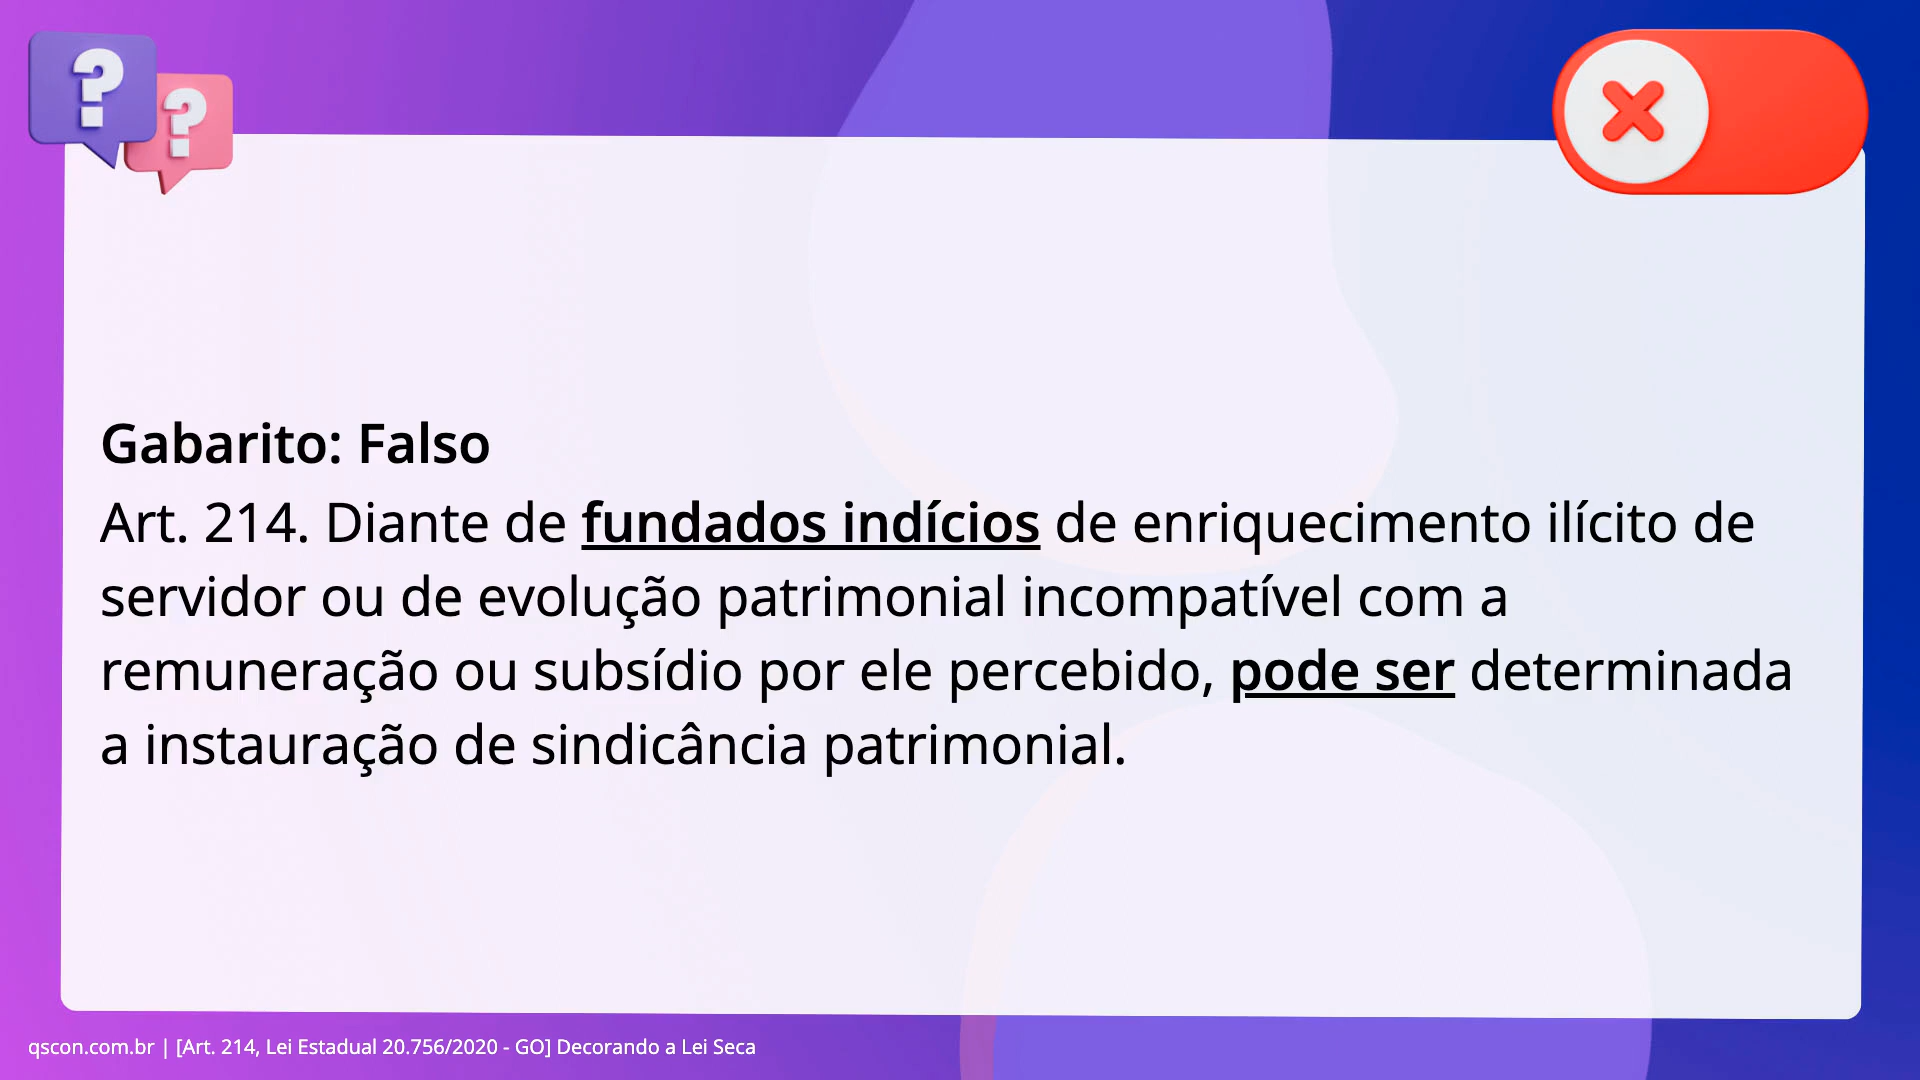 ?
?
Gabarito: Falso
Art. 214. Diante de fundados indícios de enriquecimento ilícito de
servidor ou de evolução patrimonial incompatível com a
remuneração ou subsídio por ele percebido, pode ser determinada
a instauração de sindicância patrimonial.
qscon.com.br | [Art. 214, Lei Estadual 20.756/2020 - GO] Decorando a Lei Seca